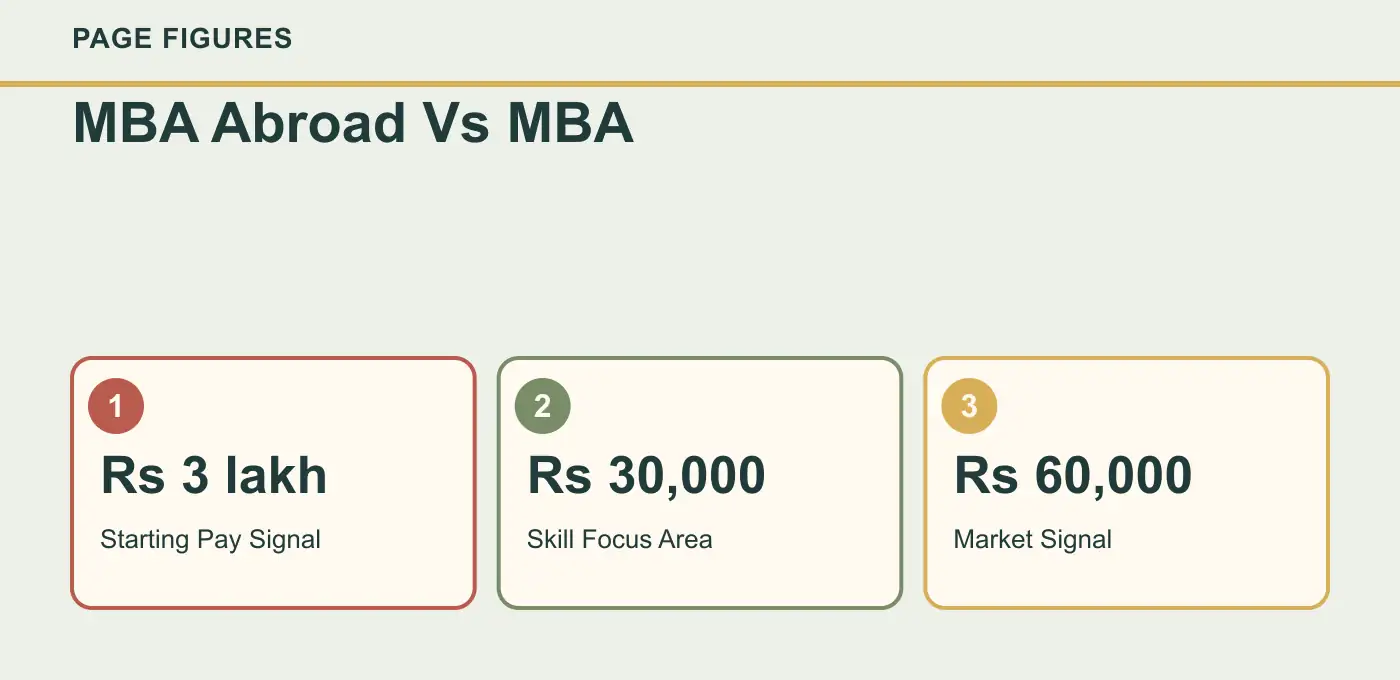 PAGE FIGURES
MBA Abroad Vs MBA
1
Rs 3 lakh
Starting Pay Signal
2
Rs 30,000
Skill Focus Area
3
Rs 60,000
Market Signal